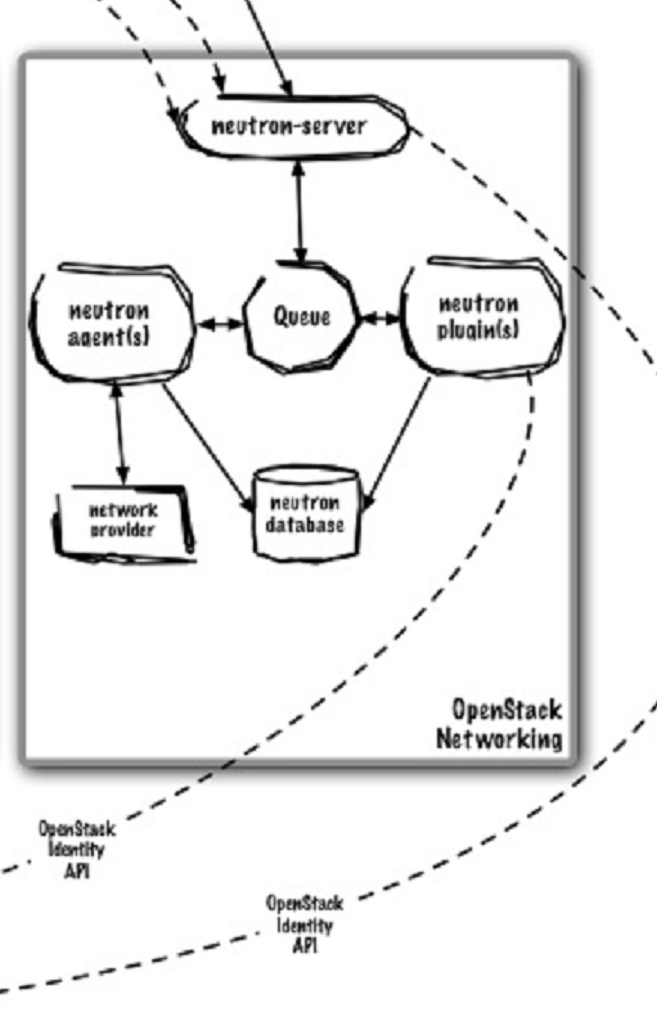 neutron-server
neutron
agent(s)
Queue
neutron
plugin(s)
network
provider
neutron
database
OpenStack
Networking
OpenStack
Identity
API
OpenStack
Identity
API